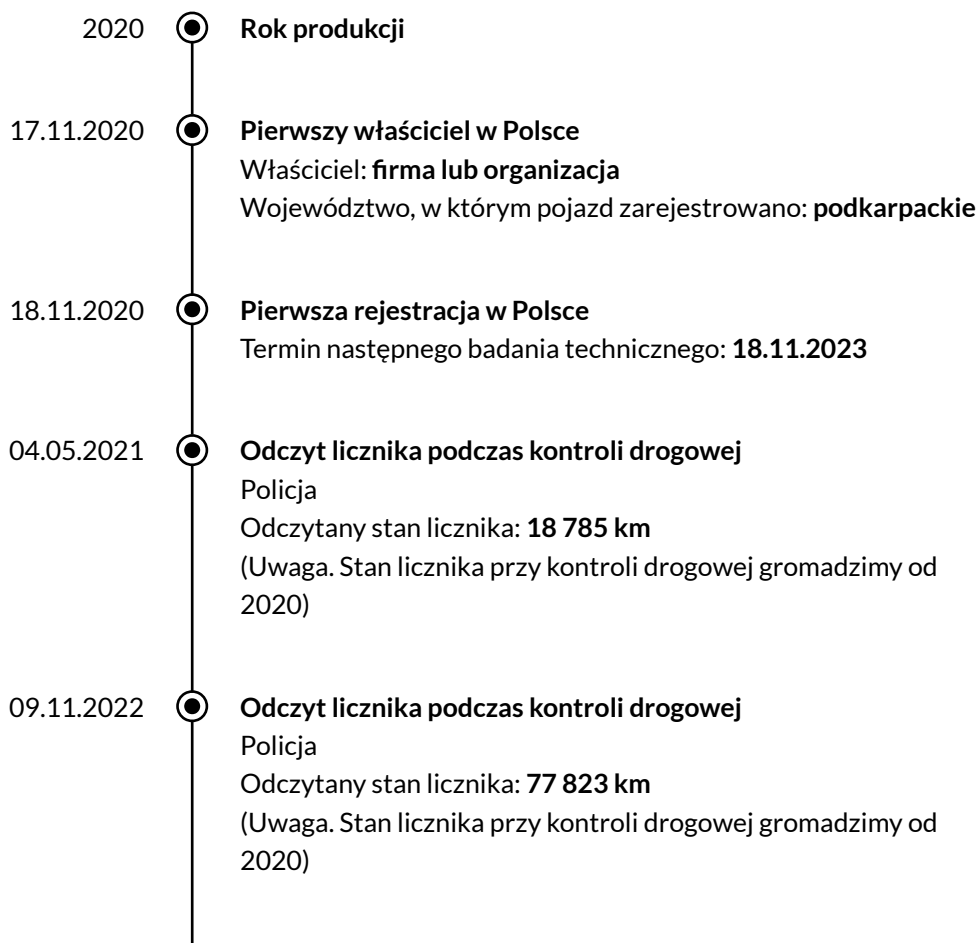 2020 Rok produkcji
17.11.2020 Pierwszy właściciel w Polsce
Właściciel: firma lub organizacja
Województwo, w którym pojazd zarejestrowano: podkarpackie
18.11.2020 Pierwsza rejestracja w Polsce
Termin następnego badania technicznego: 18.11.2023
04.05.2021 Odczyt licznika podczas kontroli drogowej
Policja
Odczytany stan licznika: 18 785 km
(Uwaga. Stan licznika przy kontroli drogowej gromadzimy od
2020)
09.11.2022 Odczyt licznika podczas kontroli drogowej
Policja
Odczytany stan licznika: 77 823 km
(Uwaga. Stan licznika przy kontroli drogowej gromadzimy od
2020)